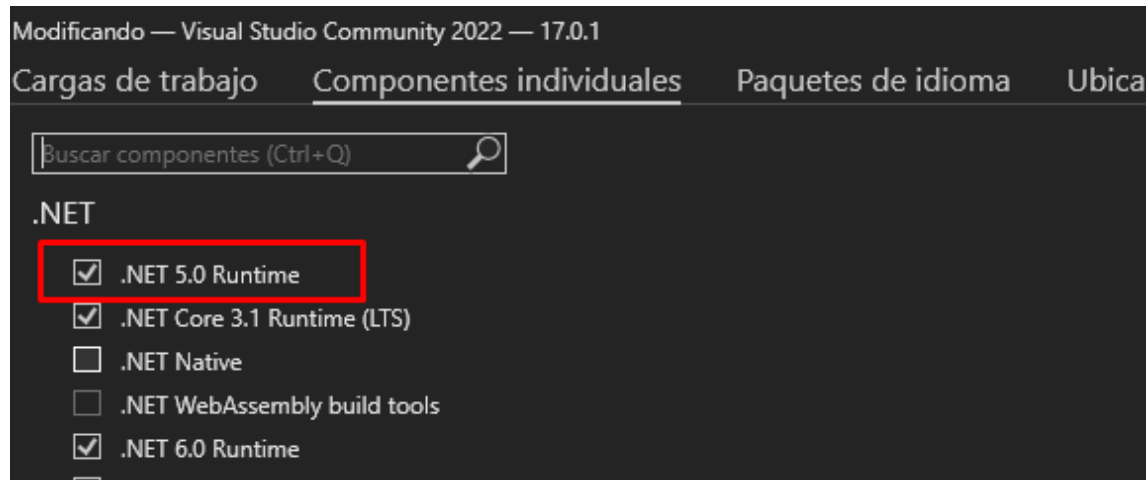 Modificando — Visual Studio Community 2022 — 17.0.1
Cargas de trabajo Componentes individuales Paquetes de idioma Ubica
Buscar componentes (Ctrl+Q)
.NET
.NET 5.0 Runtime
.NET Core 3.1 Runtime (LTS)
.NET Native
.NET WebAssembly build tools
.NET 6.0 Runtime